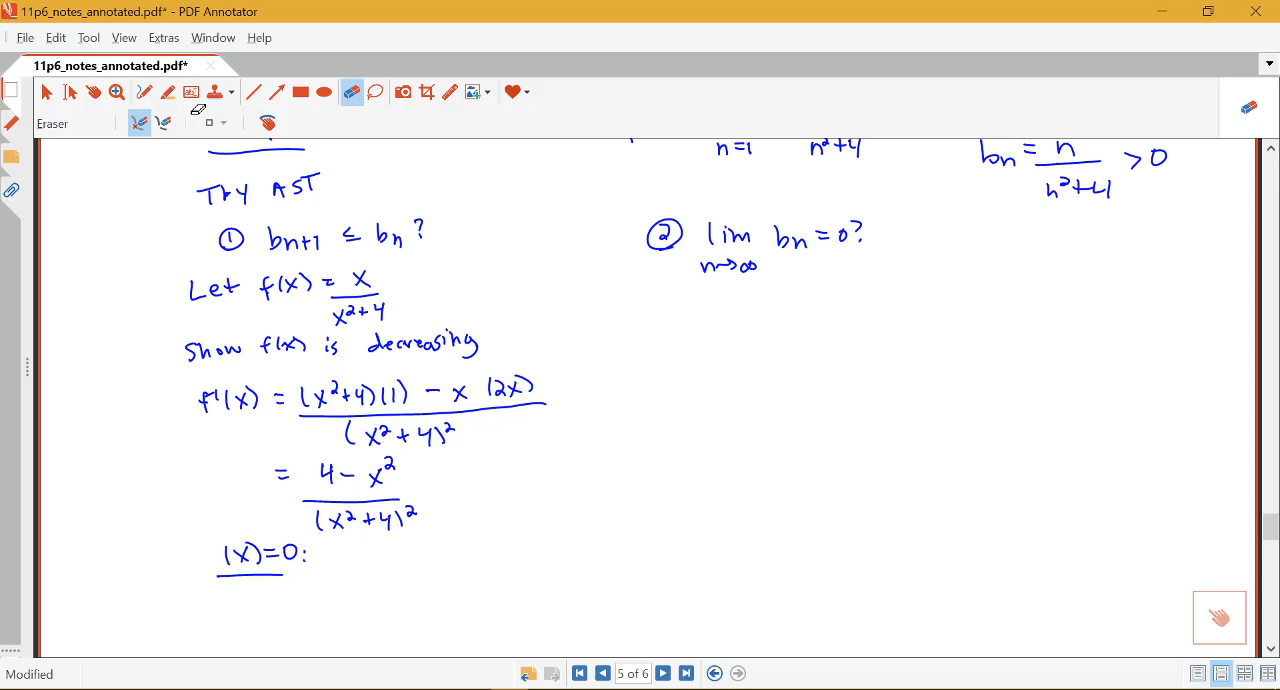 11p6_notes_annotated.pdf* - PDF Annotator
File Edit Tool View Extras Window Help
11p6_notes_annotated.pdf*
Eraser
n=1 n²+4
bn = n/(n²+4) > 0
Try AST
① bn+1 ≤ bn?
② lim n→∞ bn = 0?
Let f(x) = x/(x²+4)
Show f(x) is decreasing
f'(x) = ((x²+4)(1) - x(2x))/(x²+4)²
= (4-x²)/(x²+4)²
(x)=0:
Modified
5 of 6